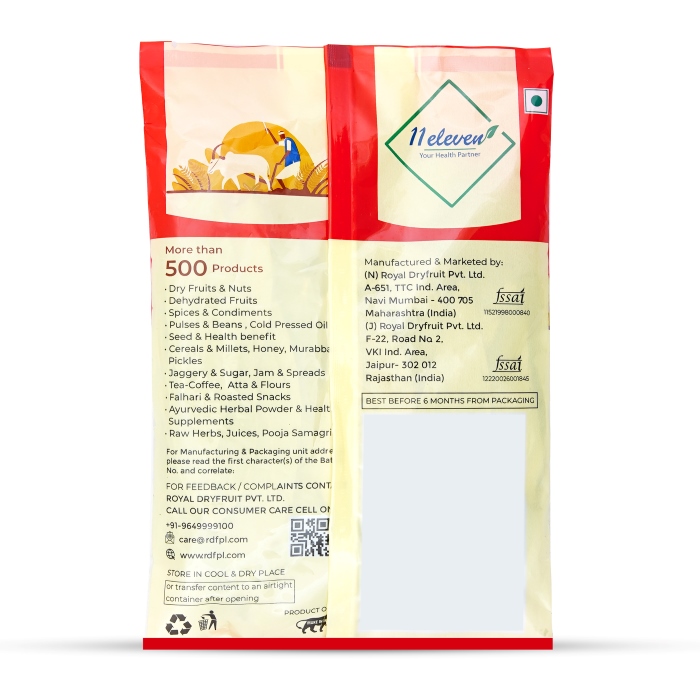 11 eleven
Your Health Partner
More than
500 Products
• Dry Fruits & Nuts
• Dehydrated Fruits
• Spices & Condiments
• Pulses & Beans , Cold Pressed Oil
• Seed & Health benefit
• Cereals & Millets, Honey, Murabba
Pickles
• Jaggery & Sugar, Jam & Spreads
• Tea-Coffee, Atta & Flours
• Falhari & Roasted Snacks
• Ayurvedic Herbal Powder & Healt
Supplements
• Raw Herbs, Juices, Pooja Samagri
For Manufacturing & Packaging unit addre
please read the first character(s) of the Bat
No. and correlate:
FOR FEEDBACK / COMPLAINTS CONT
ROYAL DRYFRUIT PVT. LTD.
CALL OUR CONSUMER CARE CELL ON
+91-9649999100
care@rdfpl.com
www.rdfpl.com
STORE IN COOL & DRY PLACE
or transfer content to an airtight
container after opening
PRODUCT O
Manufactured & Marketed by:
(N) Royal Dryfruit Pvt. Ltd.
A-651, TTC Ind. Area,
Navi Mumbai - 400 705
Maharashtra (India)
fssai
11521998000840
(J) Royal Dryfruit Pvt. Ltd.
F-22, Road No. 2,
VKI Ind. Area,
Jaipur- 302 012
Rajasthan (India)
fssai
12220026001845
BEST BEFORE 6 MONTHS FROM PACKAGING